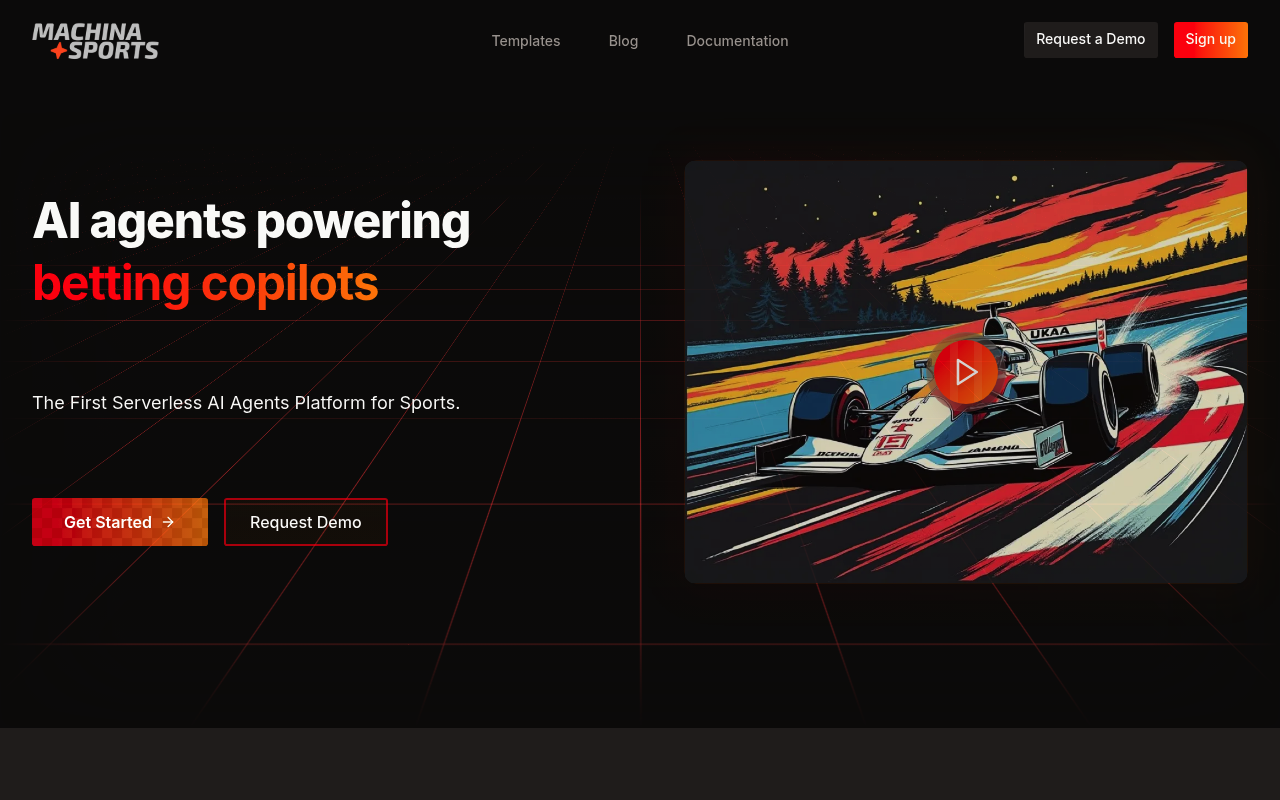 MACHINA
SPORTS
Templates
Blog
Documentation
Request a Demo
Sign up
AI agents powering
betting copilots
The First Serverless AI Agents Platform for Sports.
Get Started
Request Demo
UKAA